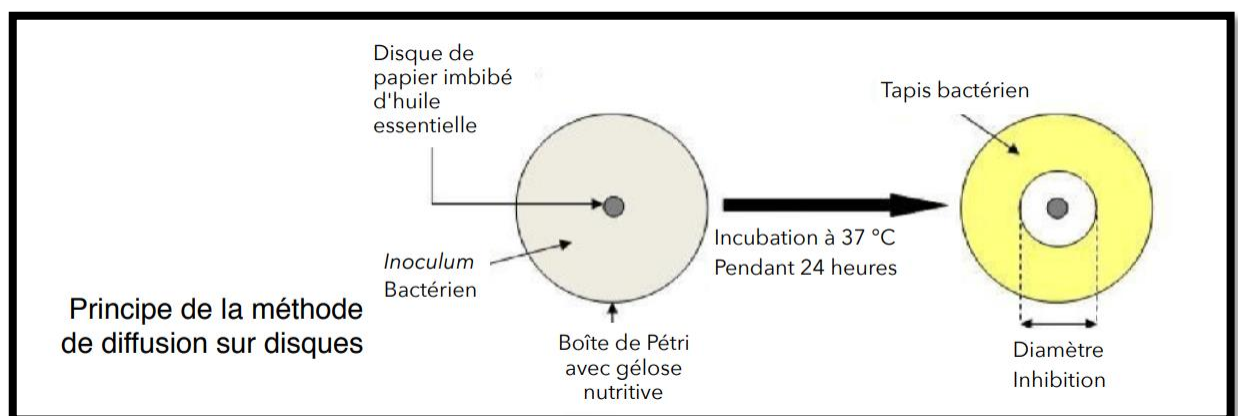 Disque de
papier imbibé
d'huile
essentielle
Inoculum
Bactérien
Principe de la méthode
de diffusion sur disques
Boîte de Pétri
avec gélose
nutritive
Incubation à 37 °C
Pendant 24 heures
Tapis bactérien
Diamètre
Inhibition